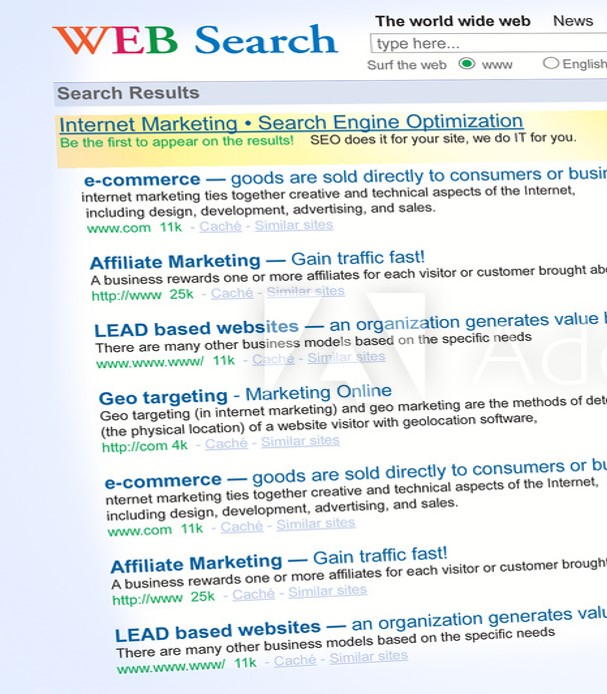 WEB Search
The world wide web News
type here...
Surf the web www English
Search Results
Internet Marketing • Search Engine Optimization
Be the first to appear on the results! SEO does it for your site, we do IT for you.
e-commerce — goods are sold directly to consumers or busin
internet marketing ties together creative and technical aspects of the Internet,
including design, development, advertising, and sales.
www.com 11k - Caché - Similar sites
Affiliate Marketing — Gain traffic fast!
A business rewards one or more affiliates for each visitor or customer brought abo
http://www 25k - Caché - Similar sites
LEAD based websites — an organization generates value b
There are many other business models based on the specific needs
www.www.www/ 11k - Caché - Similar sites
Geo targeting - Marketing Online
Geo targeting (in internet marketing) and geo marketing are the methods of dete
(the physical location) of a website visitor with geolocation software,
http://com 4k - Caché - Similar sites
e-commerce — goods are sold directly to consumers or bu
nternet marketing ties together creative and technical aspects of the Internet,
including design, development, advertising, and sales.
www.com 11k - Caché - Similar sites
Affiliate Marketing — Gain traffic fast!
A business rewards one or more affiliates for each visitor or customer brought
http://www 25k - Caché - Similar sites
LEAD based websites — an organization generates valu
There are many other business models based on the specific needs
www.www.www/ 11k - Caché - Similar sites